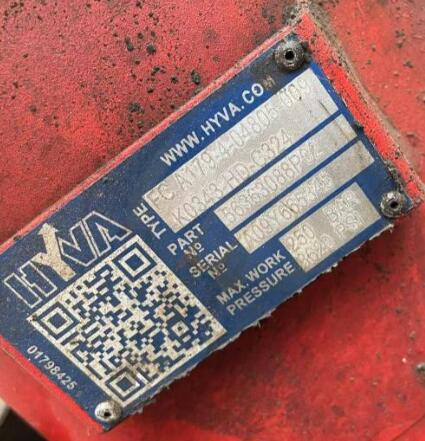 WWW.HYVA.COM
HYVA
TYPE FC A179-4-04805-000
K0343-HD-C324
PART Nº
SERIAL Nº
MAX. WORK PRESSURE 250
01798425